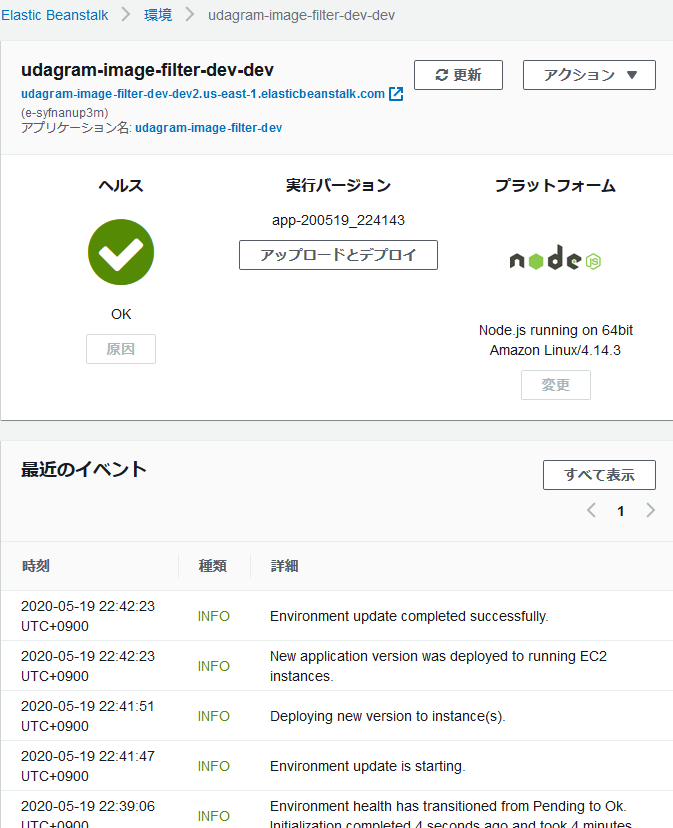 Elastic Beanstalk > 環境 > udagram-image-filter-dev-dev
udagram-image-filter-dev-dev
更新
アクション ▼
udagram-image-filter-dev-dev2.us-east-1.elasticbeanstalk.com
(e-syfnanup3m)
アプリケーション名: udagram-image-filter-dev
ヘルス
実行バージョン
プラットフォーム
app-200519_224143
アップロードとデプロイ
node JS
OK
原因
Node.js running on 64bit
Amazon Linux/4.14.3
変更
最近のイベント
すべて表示
< 1 >
時刻 種類 詳細
2020-05-19 22:42:23
UTC+0900
INFO
Environment update completed successfully.
2020-05-19 22:42:23
UTC+0900
INFO
New application version was deployed to running EC2
instances.
2020-05-19 22:41:51
UTC+0900
INFO
Deploying new version to instance(s).
2020-05-19 22:41:47
UTC+0900
INFO
Environment update is starting.
2020-05-19 22:39:06
UTC+0900
INFO
Environment health has transitioned from Pending to Ok.
Initialization completed 4 seconds ago and took 4 minutes.